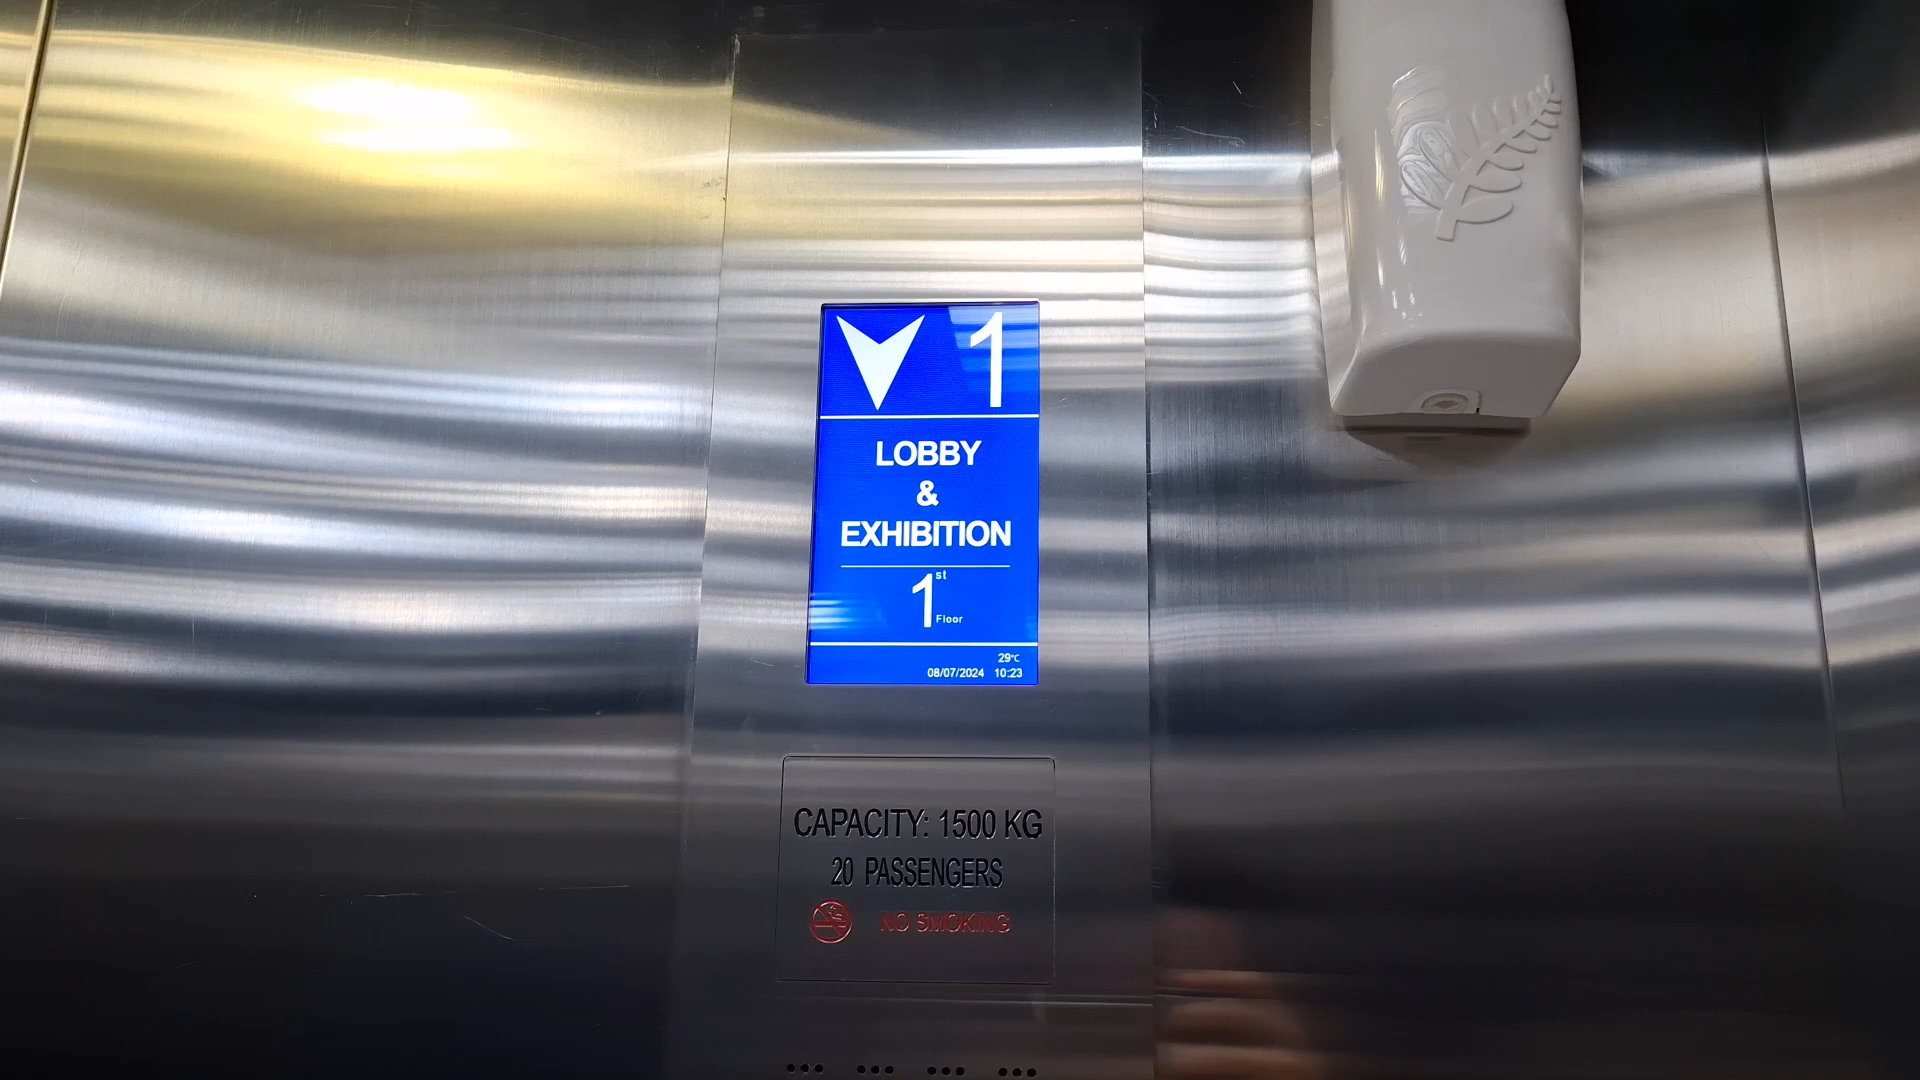 1
LOBBY
&
EXHIBITION
1st
Floor
29°C
08/07/2024 10:23
CAPACITY: 1500 KG
20 PASSENGERS
NO SMOKING